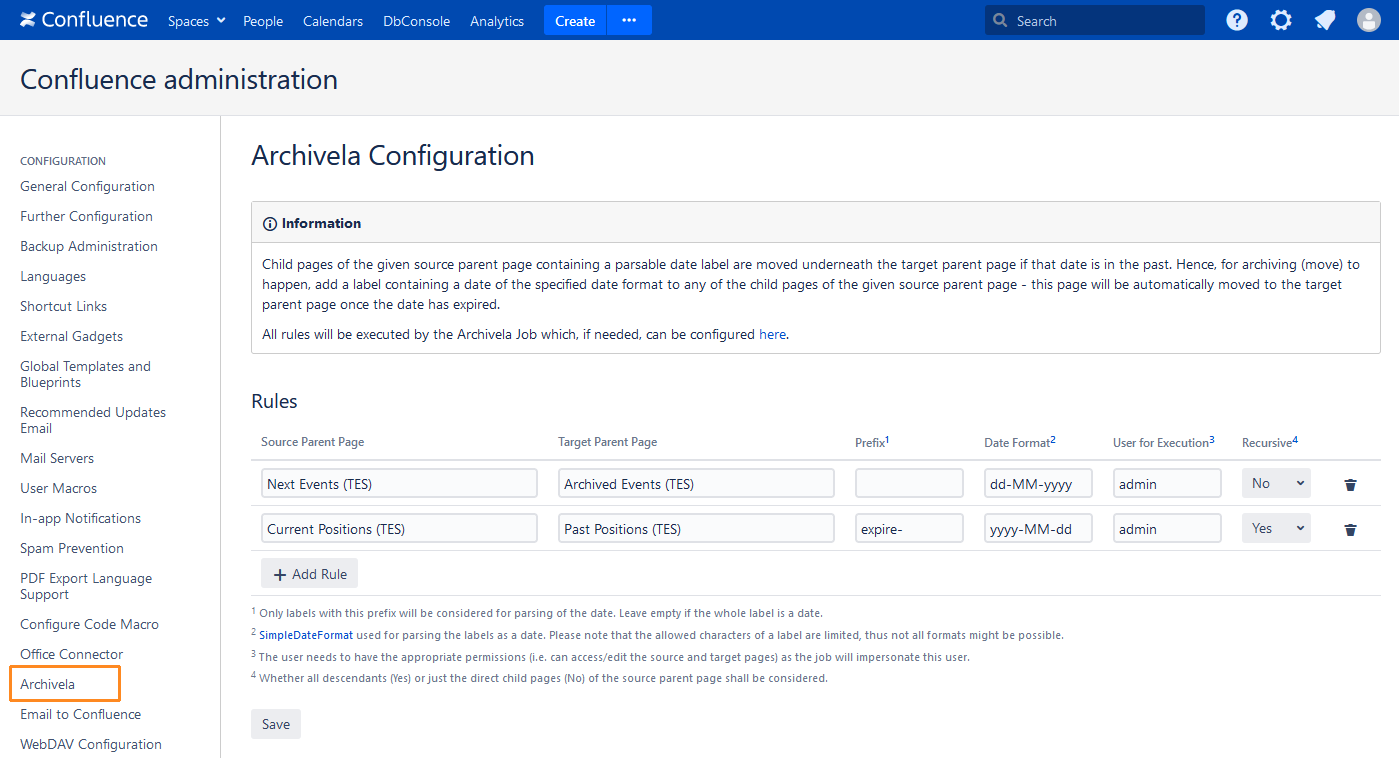 Confluence Spaces People Calendars DbConsole Analytics Create ••• Search
Confluence administration
CONFIGURATION
General Configuration
Further Configuration
Backup Administration
Languages
Shortcut Links
External Gadgets
Global Templates and
Blueprints
Recommended Updates
Email
Mail Servers
User Macros
In-app Notifications
Spam Prevention
PDF Export Language
Support
Configure Code Macro
Office Connector
Archivela
Email to Confluence
WebDAV Configuration
Archivela Configuration
Information
Child pages of the given source parent page containing a parsable date label are moved underneath the target parent page if that date is in the past. Hence, for archiving (move) to
happen, add a label containing a date of the specified date format to any of the child pages of the given source parent page - this page will be automatically moved to the target
parent page once the date has expired.
All rules will be executed by the Archivela Job which, if needed, can be configured here.
Rules
Source Parent Page Target Parent Page Prefix1 Date Format2 User for Execution3 Recursive4
Next Events (TES) Archived Events (TES) dd-MM-yyyy admin No
Current Positions (TES) Past Positions (TES) expire- yyyy-MM-dd admin Yes
+ Add Rule
1 Only labels with this prefix will be considered for parsing of the date. Leave empty if the whole label is a date.
2 SimpleDateFormat used for parsing the labels as a date. Please note that the allowed characters of a label are limited, thus not all formats might be possible.
3 The user needs to have the appropriate permissions (i.e. can access/edit the source and target pages) as the job will impersonate this user.
4 Whether all descendants (Yes) or just the direct child pages (No) of the source parent page shall be considered.
Save